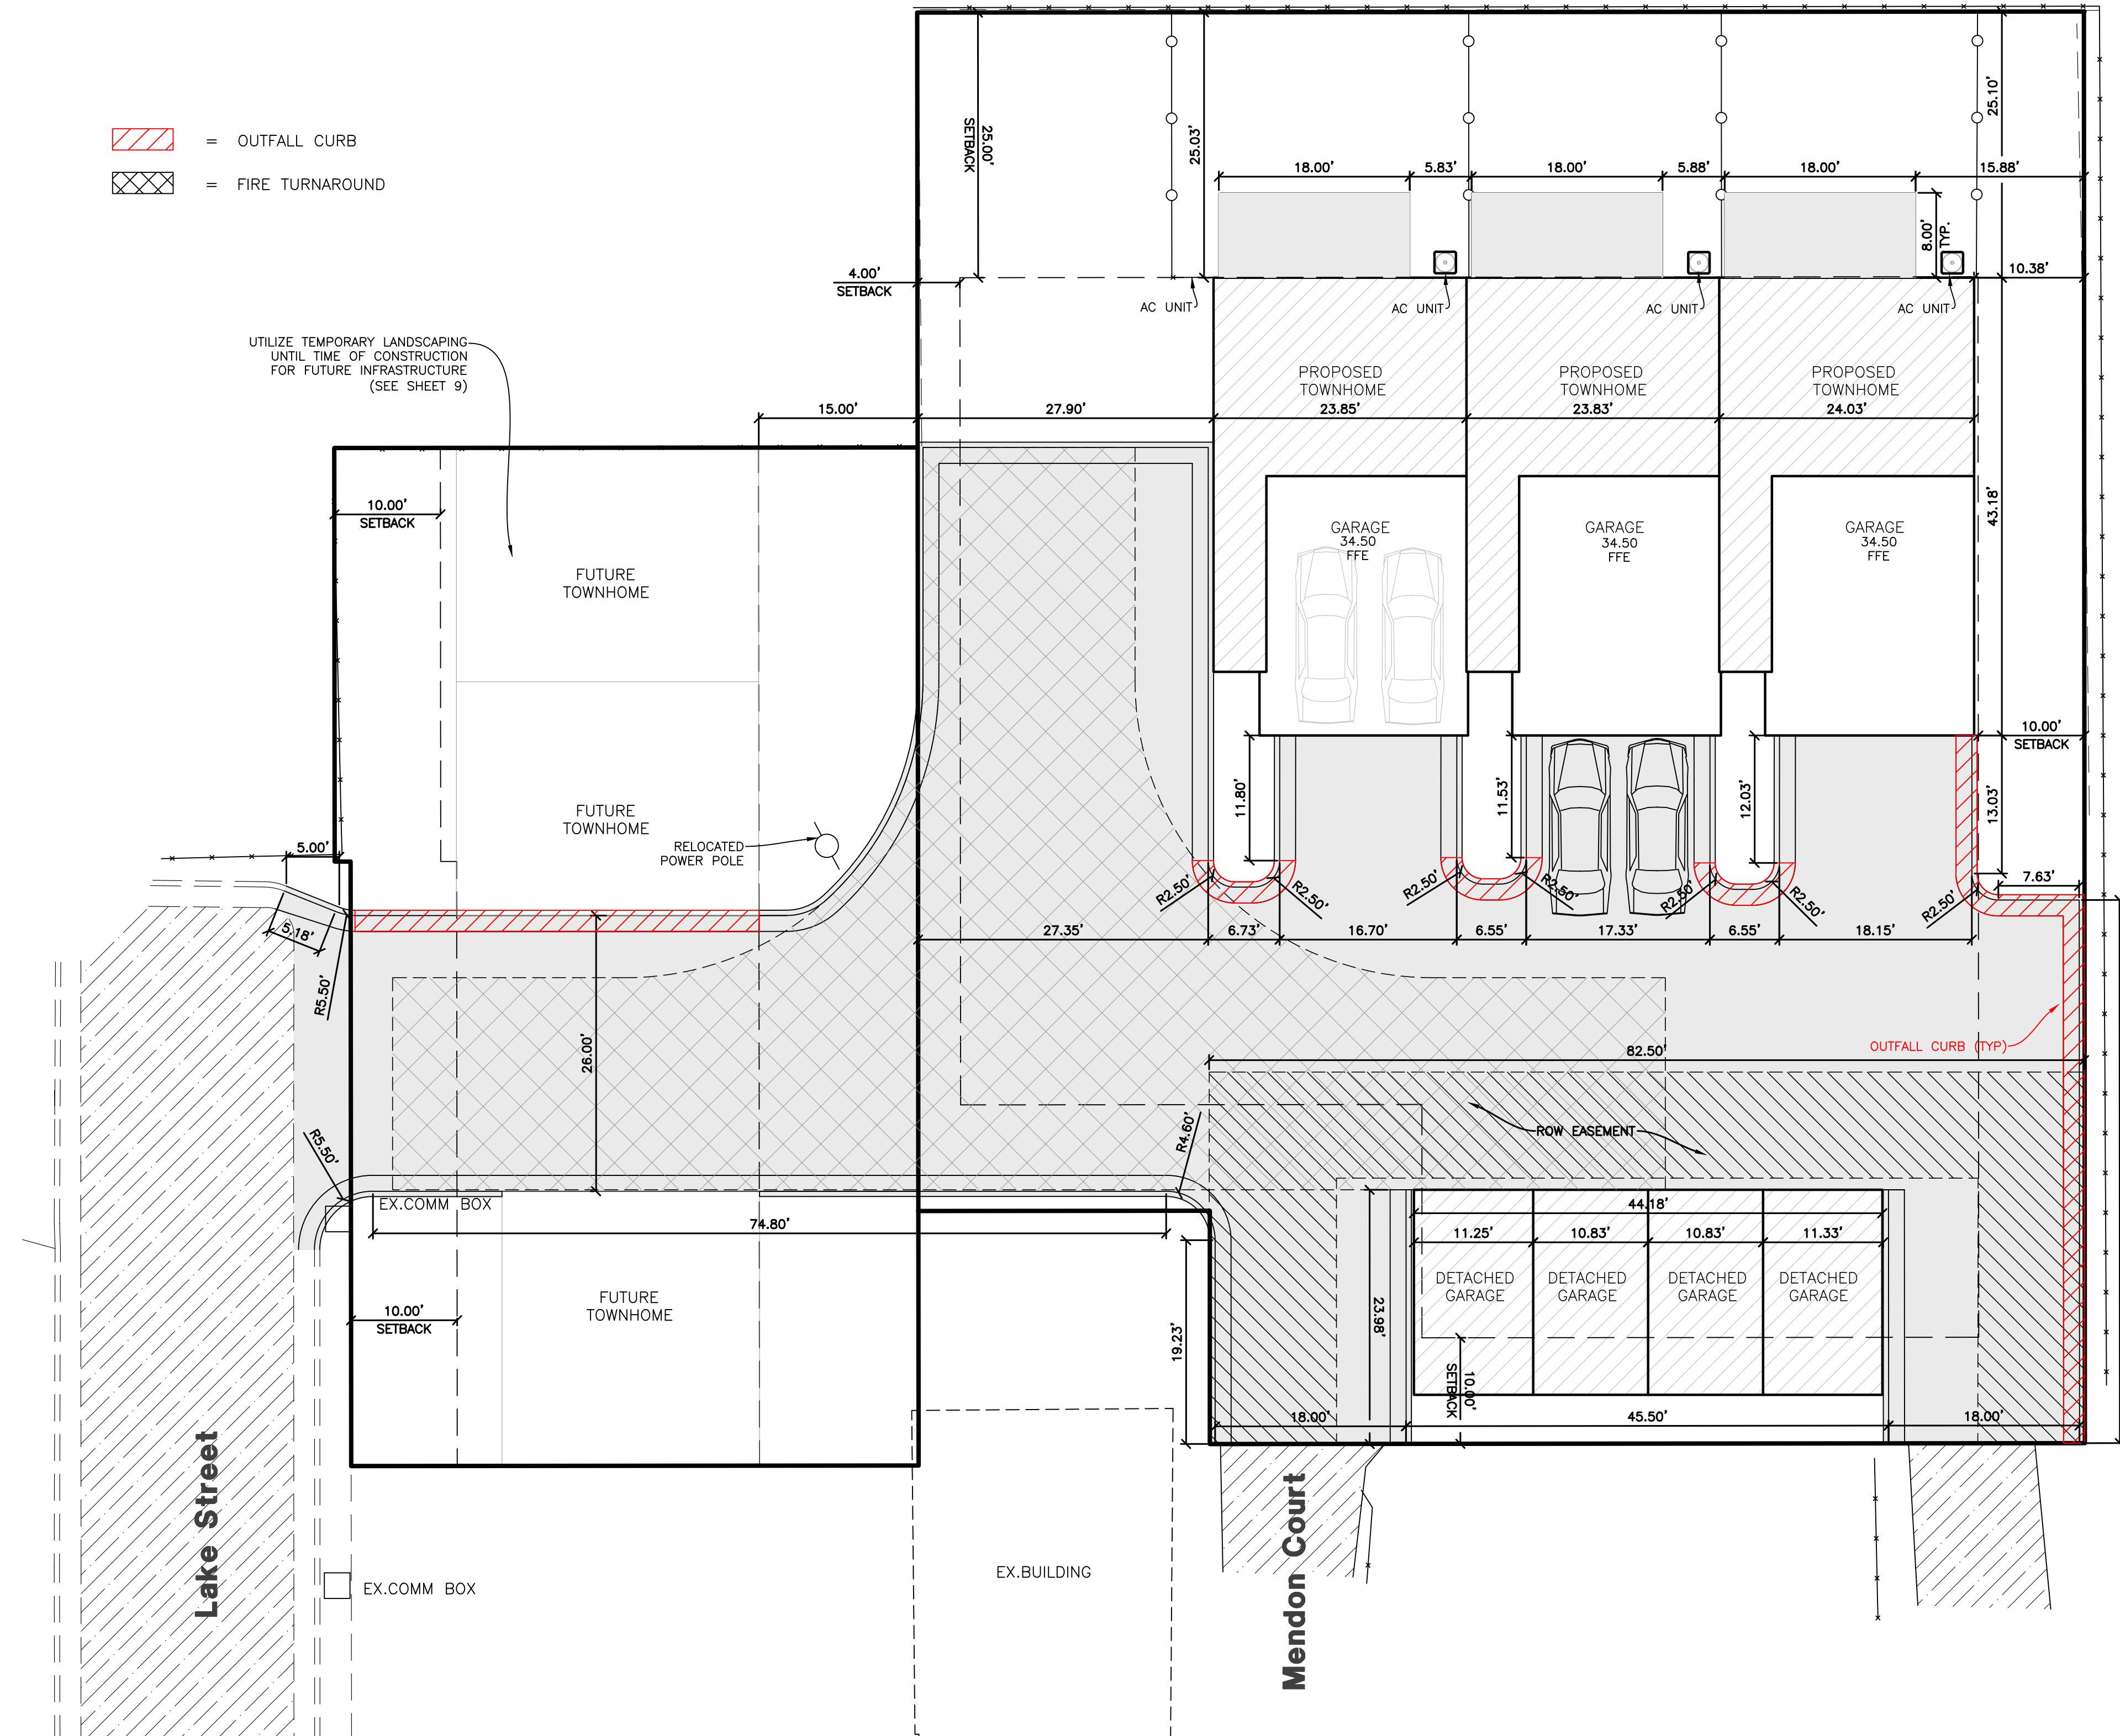 = OUTFALL CURB
= FIRE TURNAROUND
25.00'
SETBACK
25.03'
25.10'
18.00'
5.83'
18.00'
5.88'
18.00'
15.88'
8.00'
TYP.
4.00'
SETBACK
10.38'
AC UNIT
AC UNIT
AC UNIT
AC UNIT
UTILIZE TEMPORARY LANDSCAPING
UNTIL TIME OF CONSTRUCTION
FOR FUTURE INFRASTRUCTURE
(SEE SHEET 9)
PROPOSED
TOWNHOME
PROPOSED
TOWNHOME
PROPOSED
TOWNHOME
15.00'
27.90'
23.85'
23.83'
24.03'
10.00'
SETBACK
43.18'
GARAGE
34.50
FFE
GARAGE
34.50
FFE
GARAGE
34.50
FFE
FUTURE
TOWNHOME
10.00'
SETBACK
11.80'
11.53'
12.03'
13.03'
FUTURE
TOWNHOME
RELOCATED
POWER POLE
5.00'
R2.50'
R2.50'
R2.50'
R2.50'
R2.50'
R2.50'
R2.50'
7.63'
5.18'
27.35'
6.73'
16.70'
6.55'
17.33'
6.55'
18.15'
R5.50'
26.00'
OUTFALL CURB (TYP)
82.50'
ROW EASEMENT
R5.50'
R4.60'
EX.COMM BOX
74.80'
44.18'
11.25'
10.83'
10.83'
11.33'
DETACHED
GARAGE
DETACHED
GARAGE
DETACHED
GARAGE
DETACHED
GARAGE
FUTURE
TOWNHOME
10.00'
SETBACK
19.23'
23.98'
10.00'
SETBACK
18.00'
45.50'
18.00'
Lake Street
Mendon Court
EX.BUILDING
EX.COMM BOX